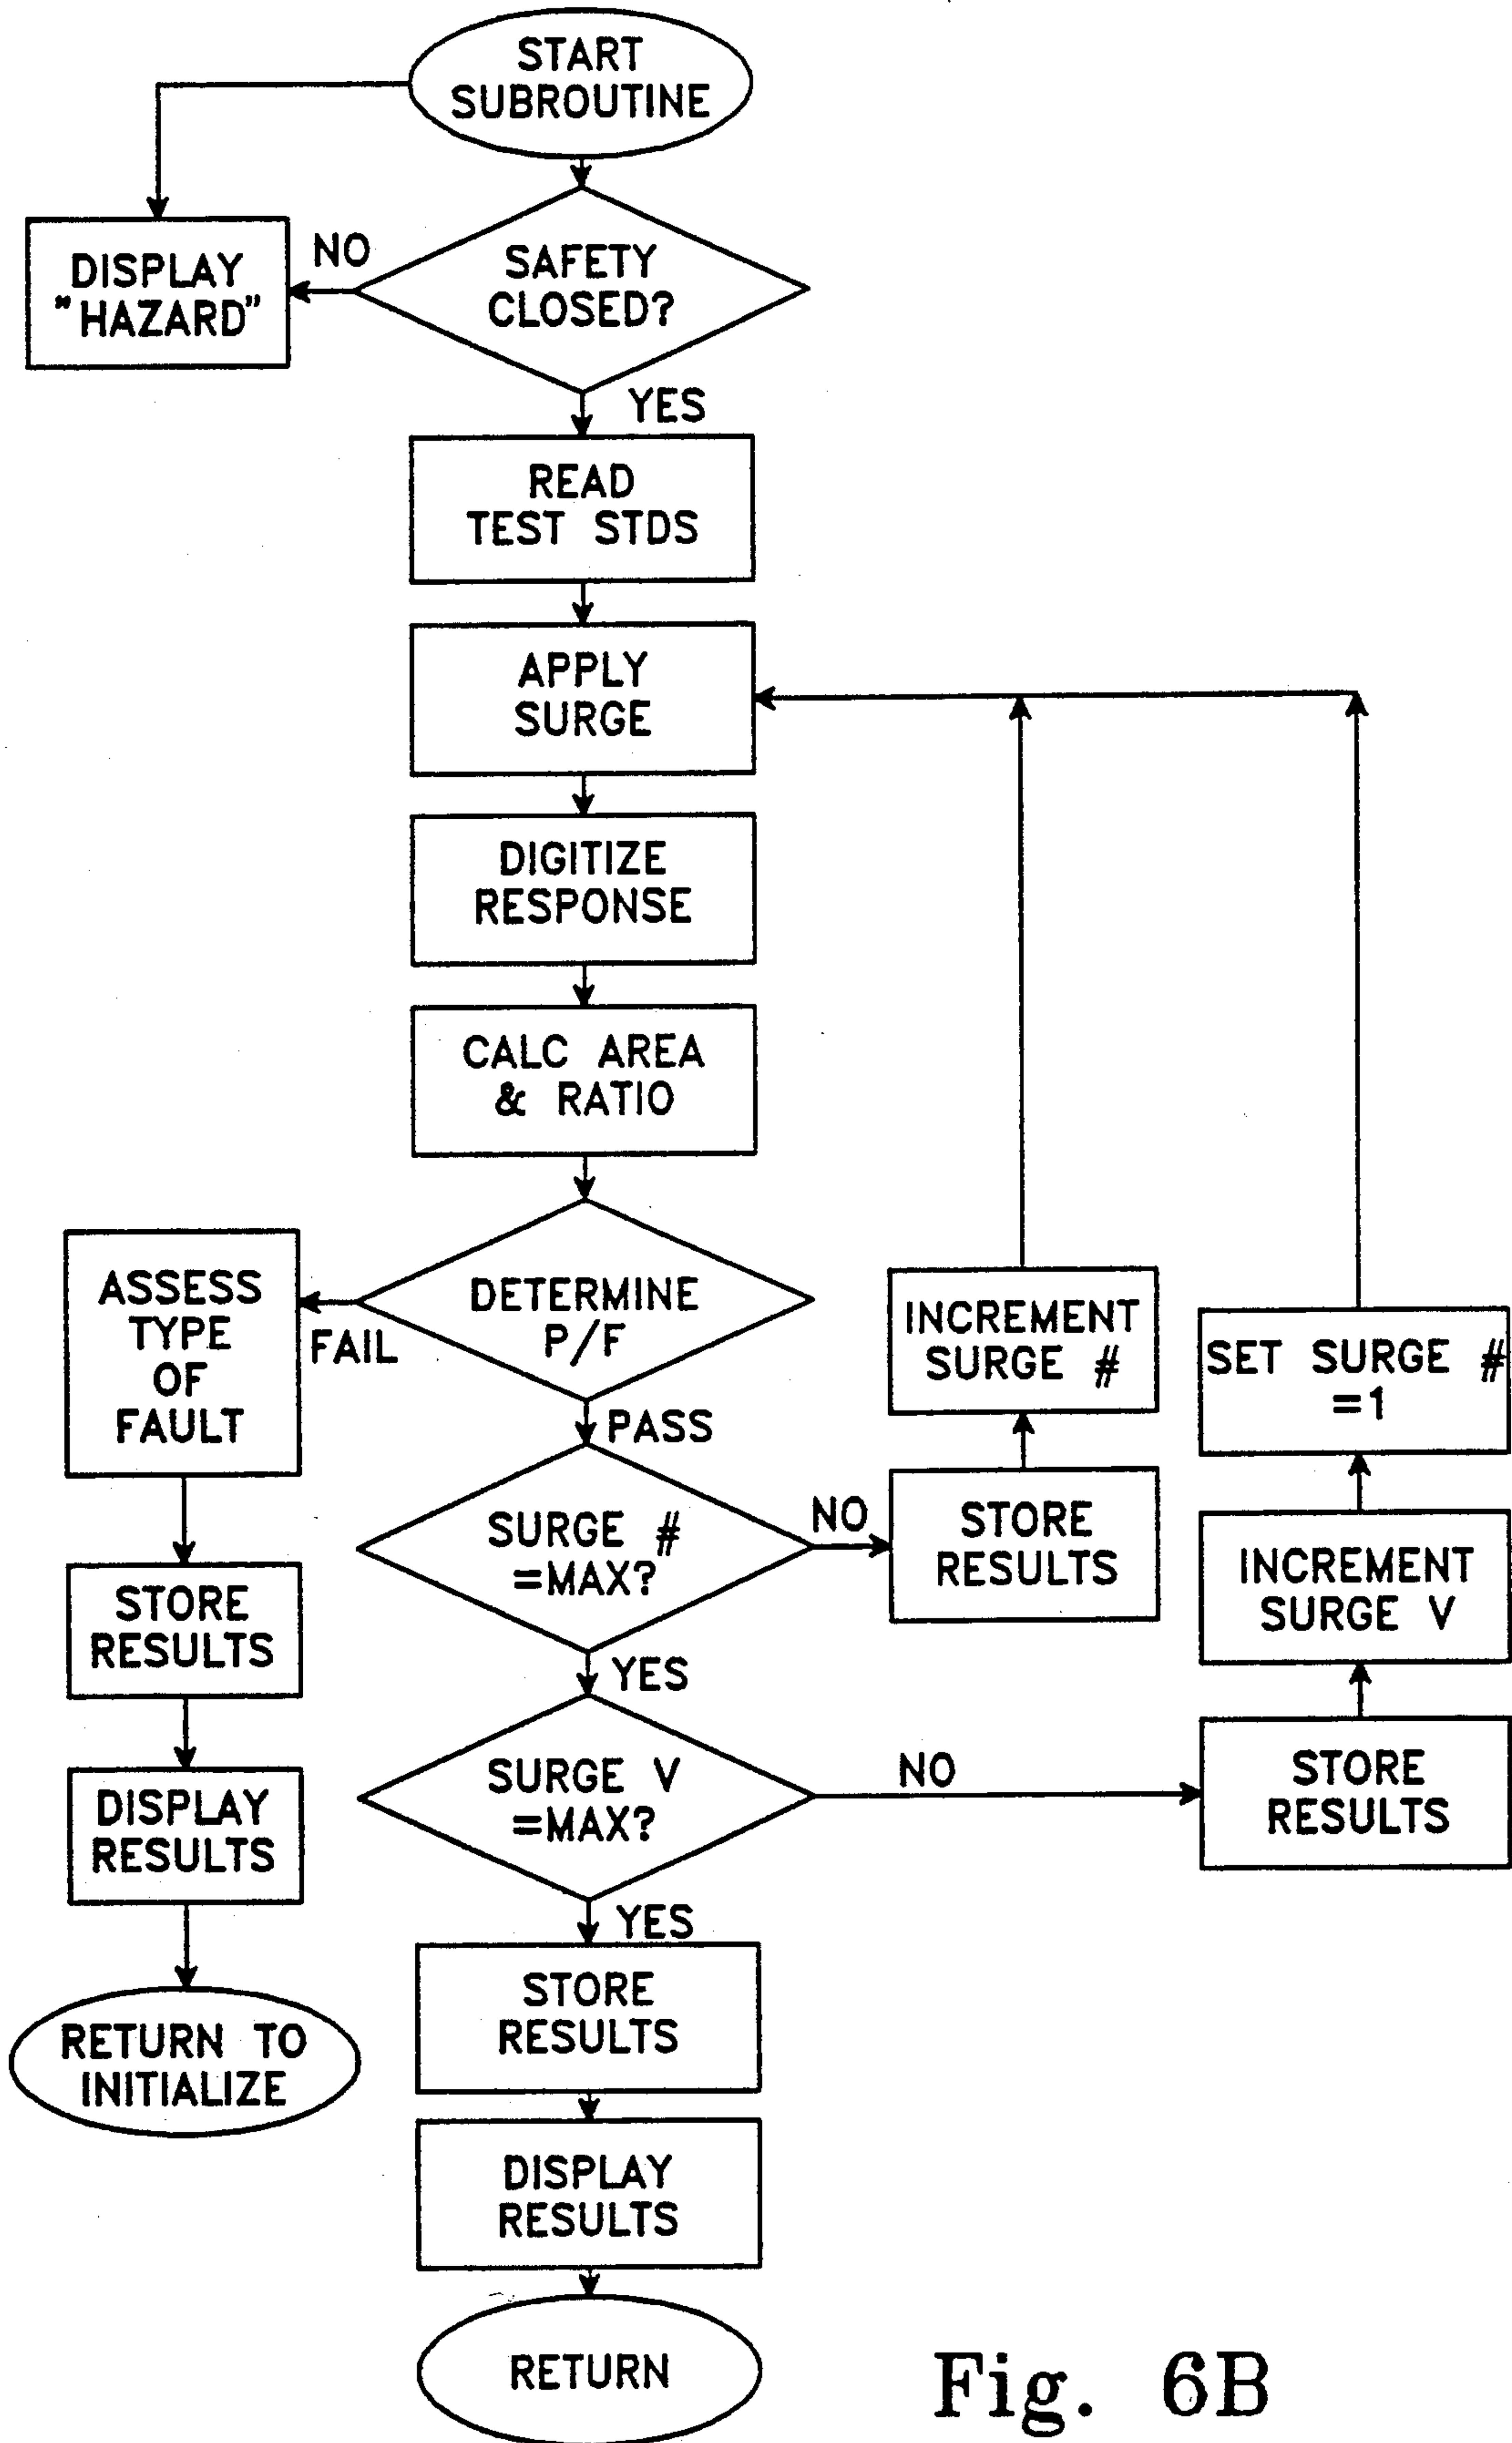 START
SUBROUTINE
DISPLAY
"HAZARD"
NO
SAFETY
CLOSED?
YES
READ
TEST STDS
APPLY
SURGE
DIGITIZE
RESPONSE
CALC AREA
& RATIO
DETERMINE
P/F
FAIL
ASSESS
TYPE
OF
FAULT
STORE
RESULTS
DISPLAY
RESULTS
RETURN TO
INITIALIZE
PASS
SURGE #
=MAX?
NO
STORE
RESULTS
INCREMENT
SURGE #
YES
SURGE V
=MAX?
NO
STORE
RESULTS
INCREMENT
SURGE V
SET SURGE #
=1
YES
STORE
RESULTS
DISPLAY
RESULTS
RETURN
Fig. 6B